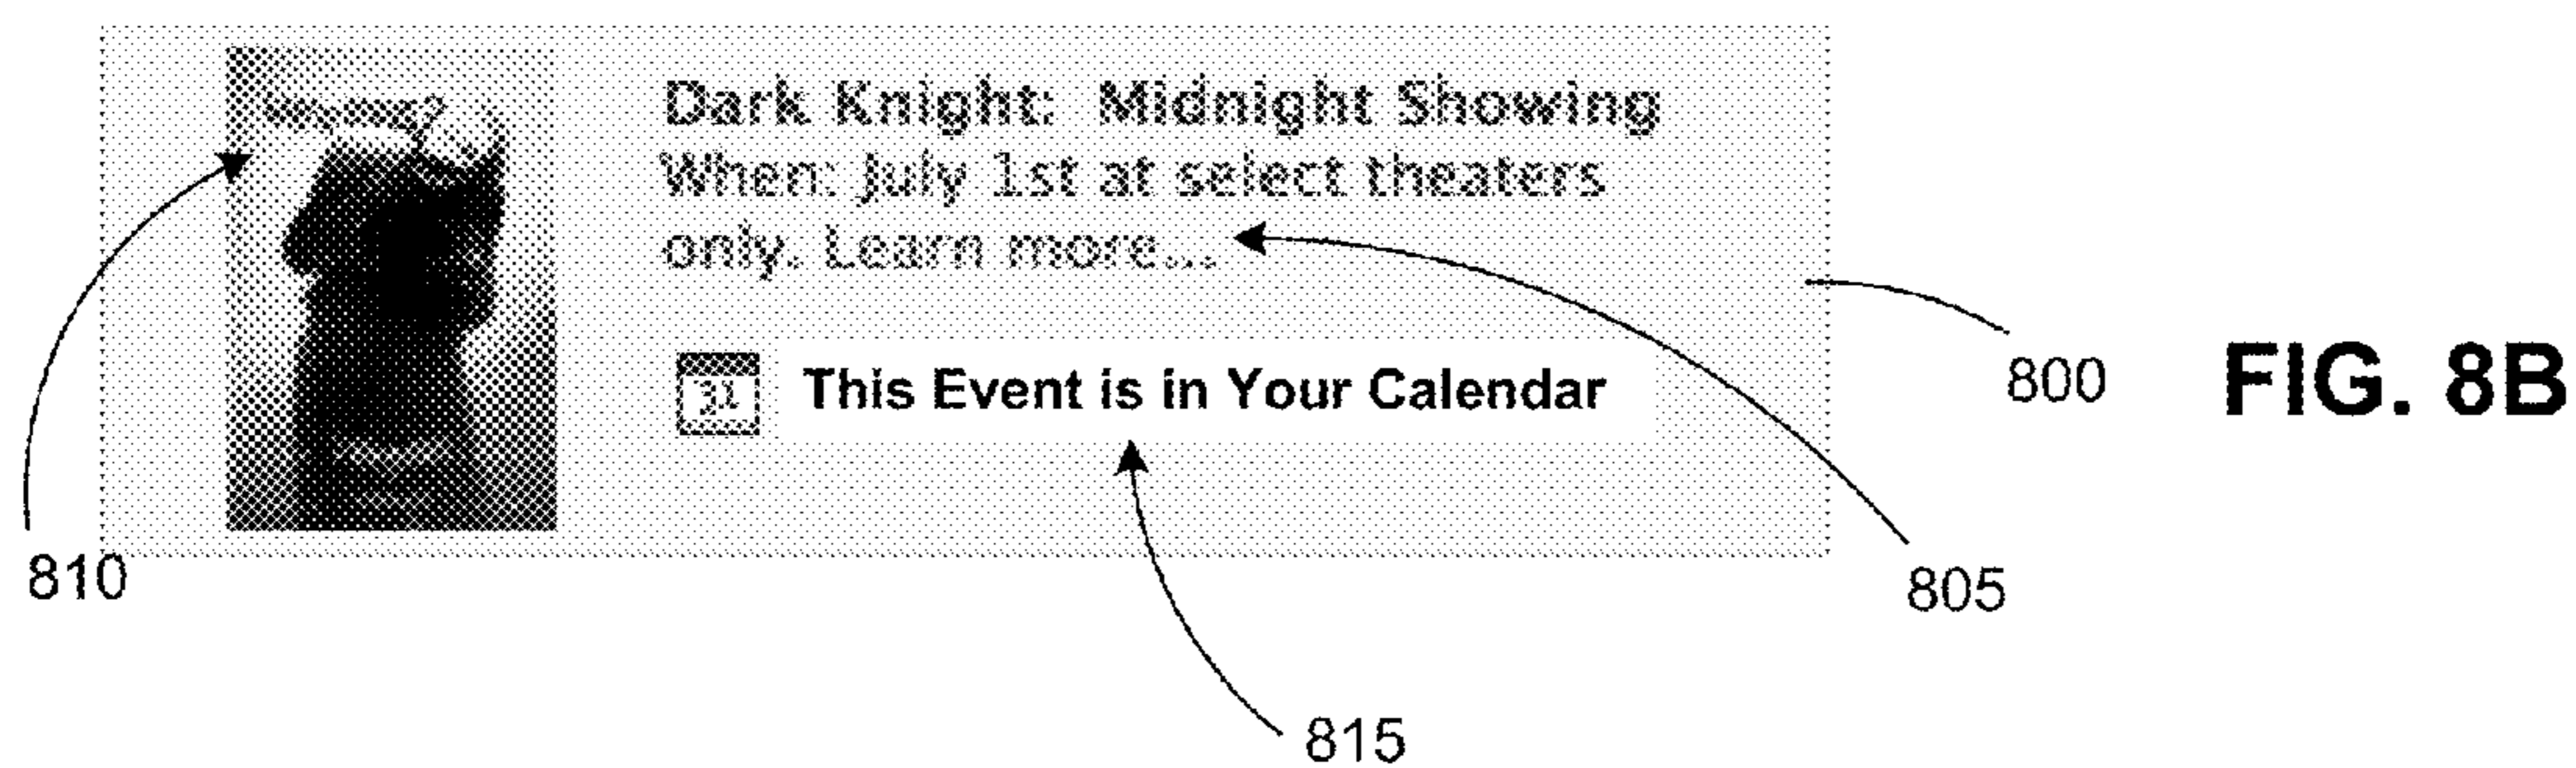 Dark Knight: Midnight Showing
When: July 1st at select theaters
only. Learn more...
31
This Event is in Your Calendar
800
FIG. 8B
810
805
815